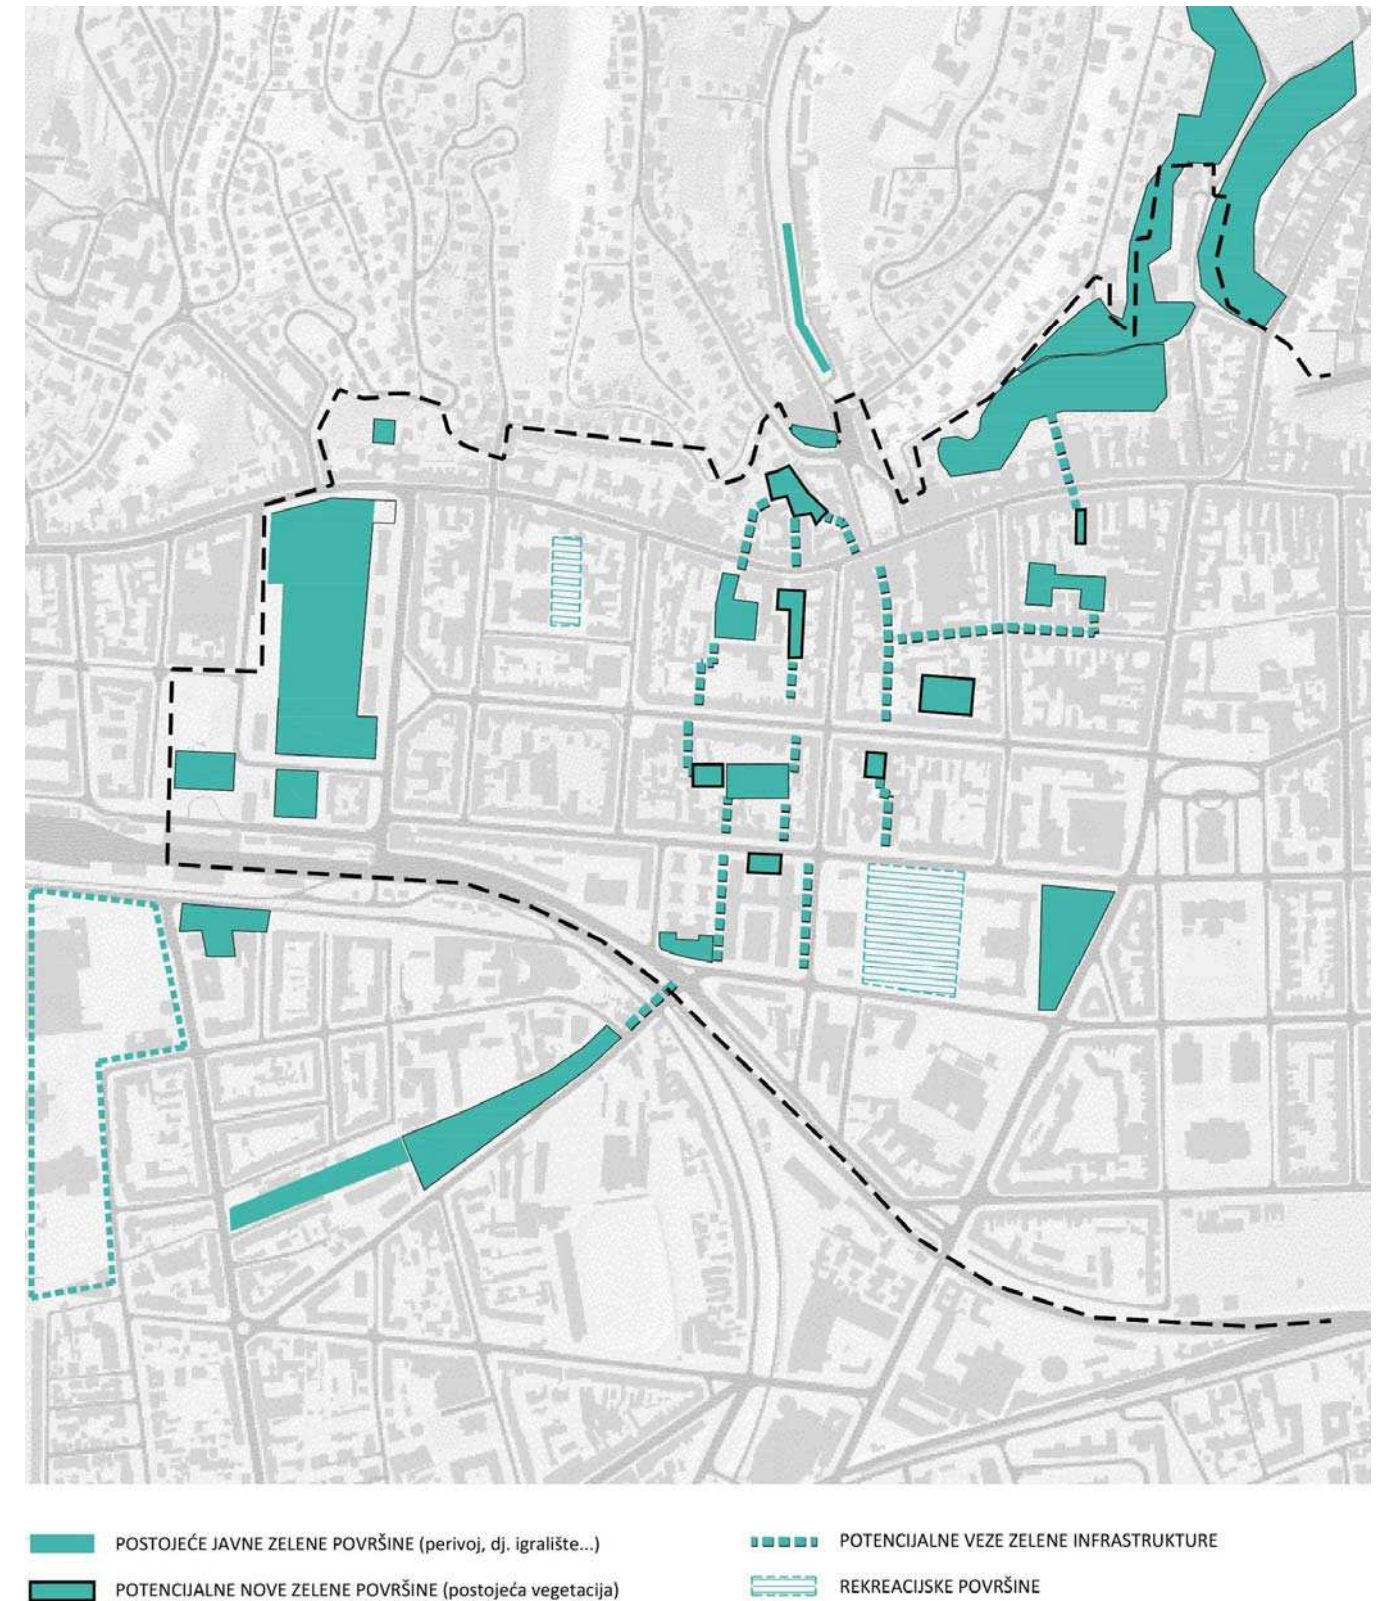 POSTOJEĆE JAVNE ZELENE POVRŠINE (perivoj, dj. igralište...)
POTENCIJALNE NOVE ZELENE POVRŠINE (postojeća vegetacija)
POTENCIJALNE VEZE ZELENE INFRASTRUKTURE
REKREACIJSKE POVRŠINE